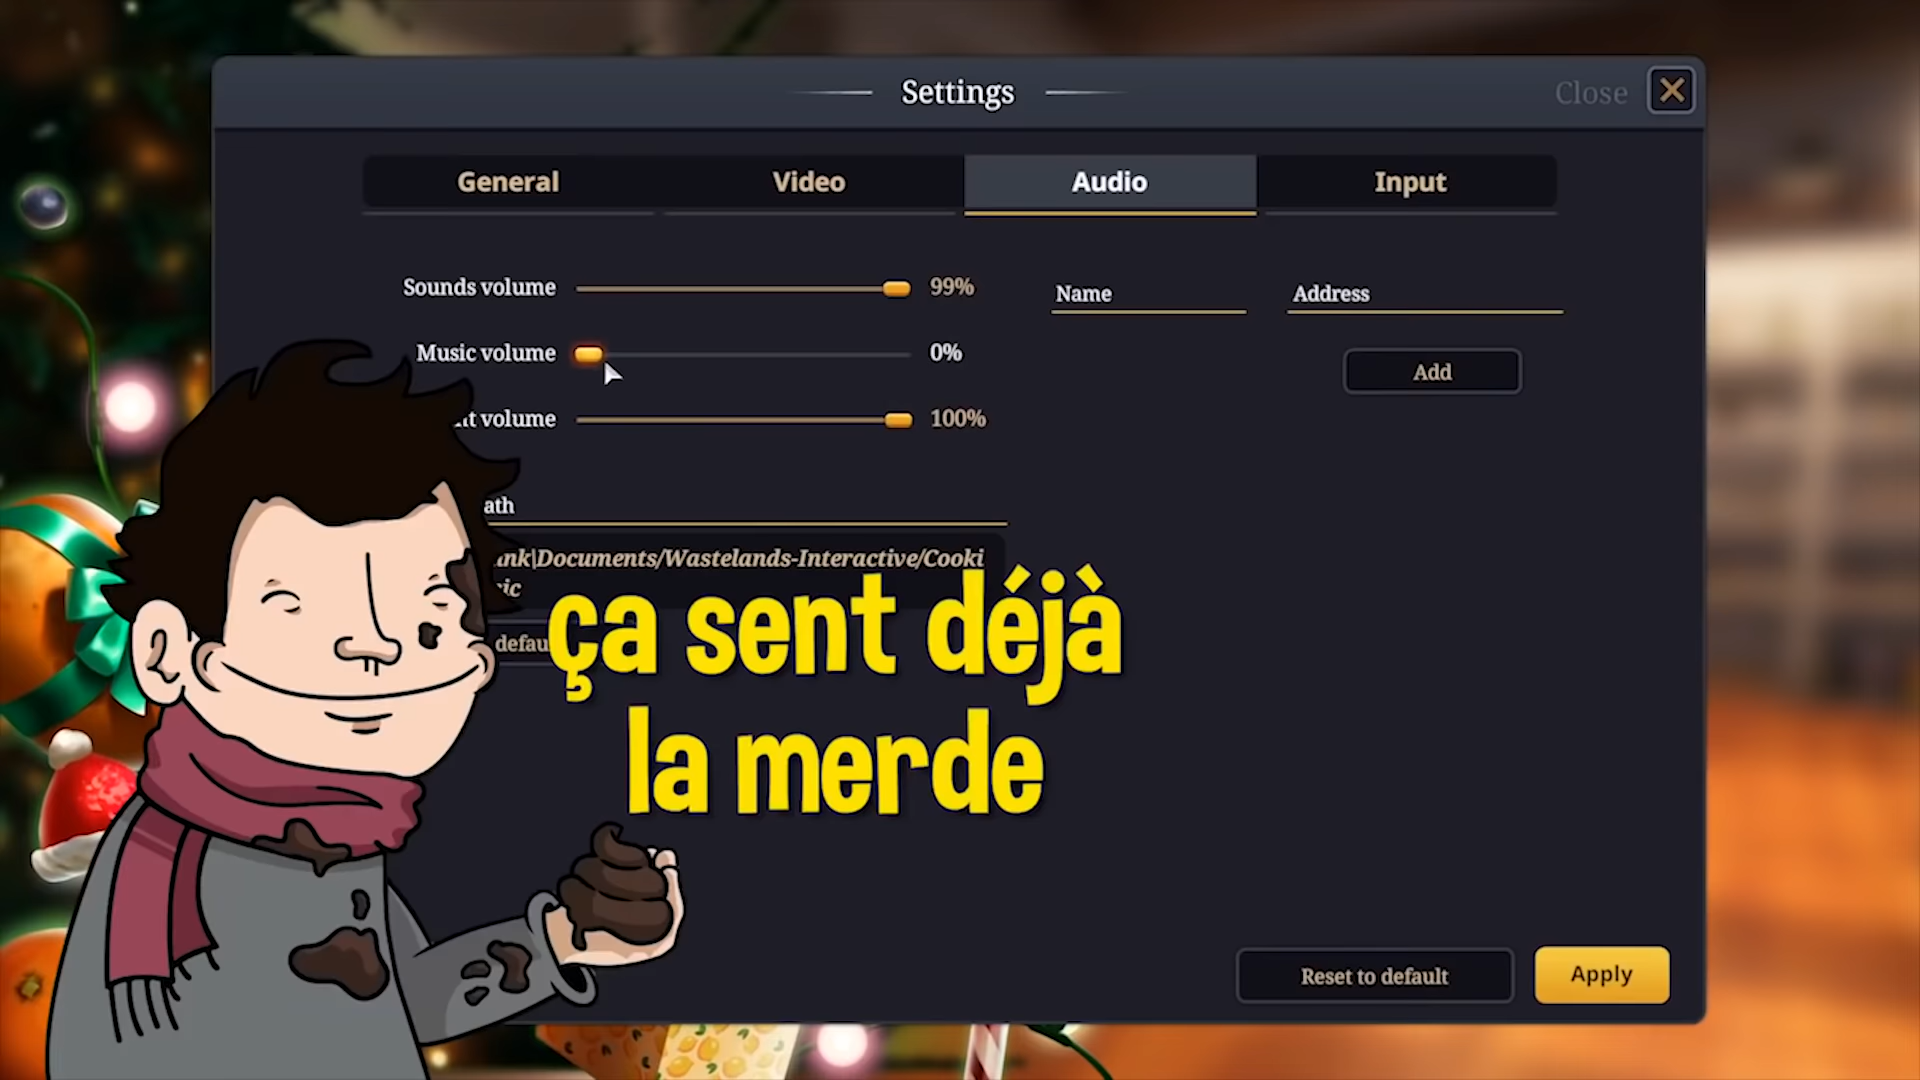 Settings
Close
General Video Audio Input
Sounds volume 99%
Music volume 0%
volume 100%
Name Address
Add
Documents/Wastelands-Interactive/Cooki
ça sent déjà
la merde
Reset to default
Apply